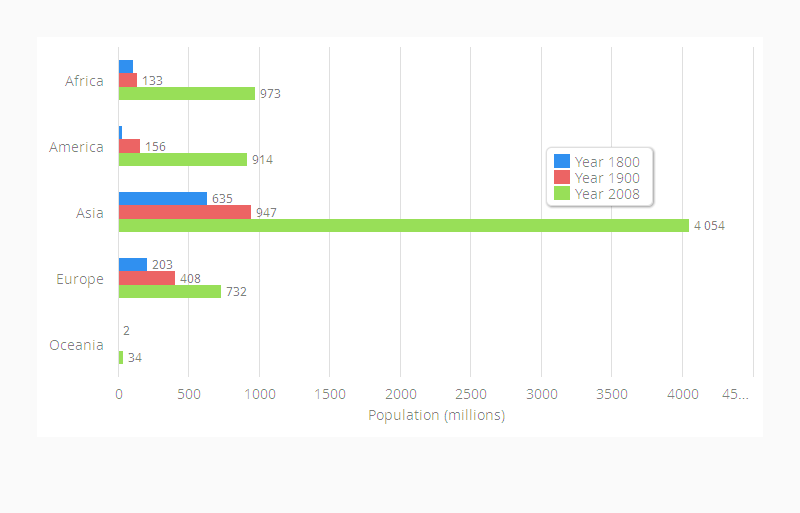 Africa
133
973
America
156
914
Asia
635
947
4 054
Europe
203
408
732
Oceania
2
34
Year 1800
Year 1900
Year 2008
0 500 1000 1500 2000 2500 3000 3500 4000 45...
Population (millions)